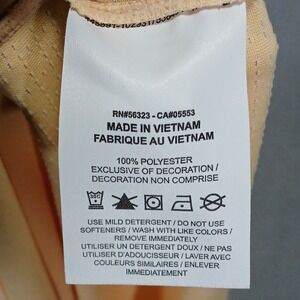 RN#56323 - CA#05553
MADE IN VIETNAM
FABRIQUE AU VIETNAM
100% POLYESTER
EXCLUSIVE OF DECORATION /
DECORATION NON COMPRISE
USE MILD DETERGENT / DO NOT USE
SOFTENERS / WASH WITH LIKE COLORS /
REMOVE IMMEDIATELY
UTILISER UN DETERGENT DOUX / NE PAS
UTILISER D'ADOUCISSEUR / LAVER AVEC
COULEURS SIMILAIRES / ENLEVER
IMMEDIATEMENT